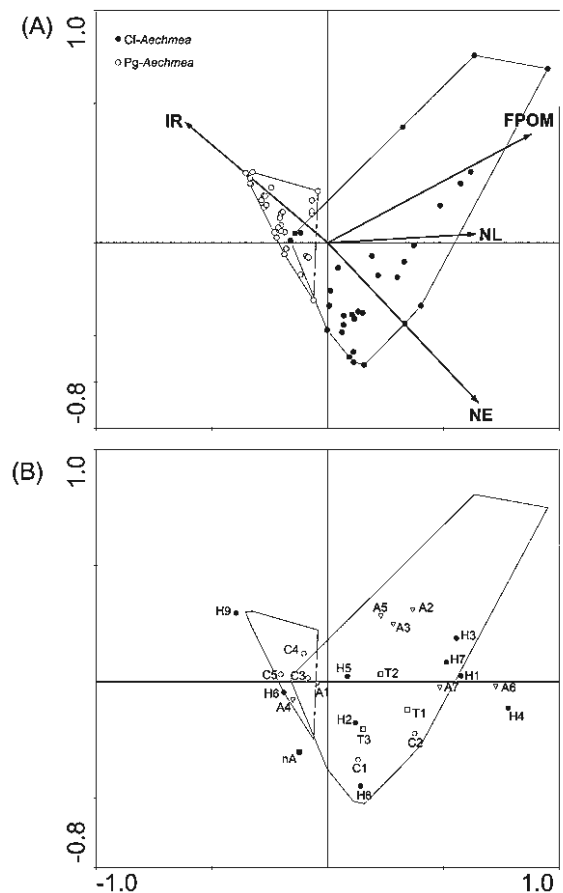 (A)
1.0
Cl-Aechmea
Pg-Aechmea
IR
FPOM
NL
NE
-0.8
(B)
1.0
H9
A5
A2
A3
C4
H3
H7
C5
C3
H5
T2
H1
H6
A4
A1
A7
A6
T1
H4
H2
T3
C2
nA
C1
H8
-0.8
-1.0
1.0